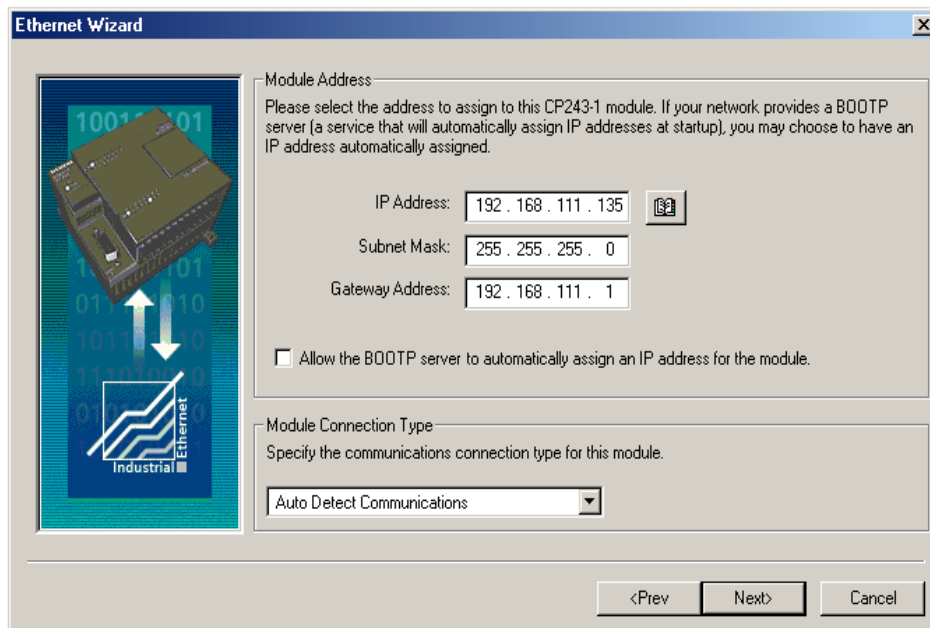 Ethernet Wizard
Module Address
Please select the address to assign to this CP243-1 module. If your network provides a BOOTP
server (a service that will automatically assign IP addresses at startup), you may choose to have an
IP address automatically assigned.
IP Address: 192 . 168 . 111 . 135
Subnet Mask: 255 . 255 . 255 . 0
Gateway Address: 192 . 168 . 111 . 1
Allow the BOOTP server to automatically assign an IP address for the module.
Industrial Ethernet
Module Connection Type
Specify the communications connection type for this module.
Auto Detect Communications
<Prev
Next>
Cancel